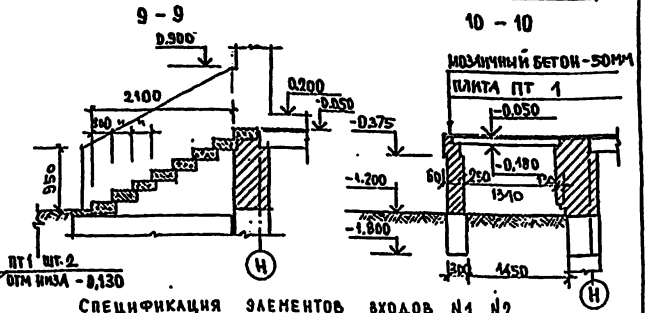 9 - 9
0.900
2100
0.200
-0.050
950
ПТ1 ШТ.2
ОТМ НИЗА - 0,130
Н
10 - 10
МОЗАИЧНЫЙ БЕТОН - 50ММ
ПЛИТА ПТ 1
-0.050
-0.375
-0.180
250
1310
-1.200
-1.800
300
1450
Н
СПЕЦИФИКАЦИЯ ЭЛЕМЕНТОВ ВХОДОВ N1 N2